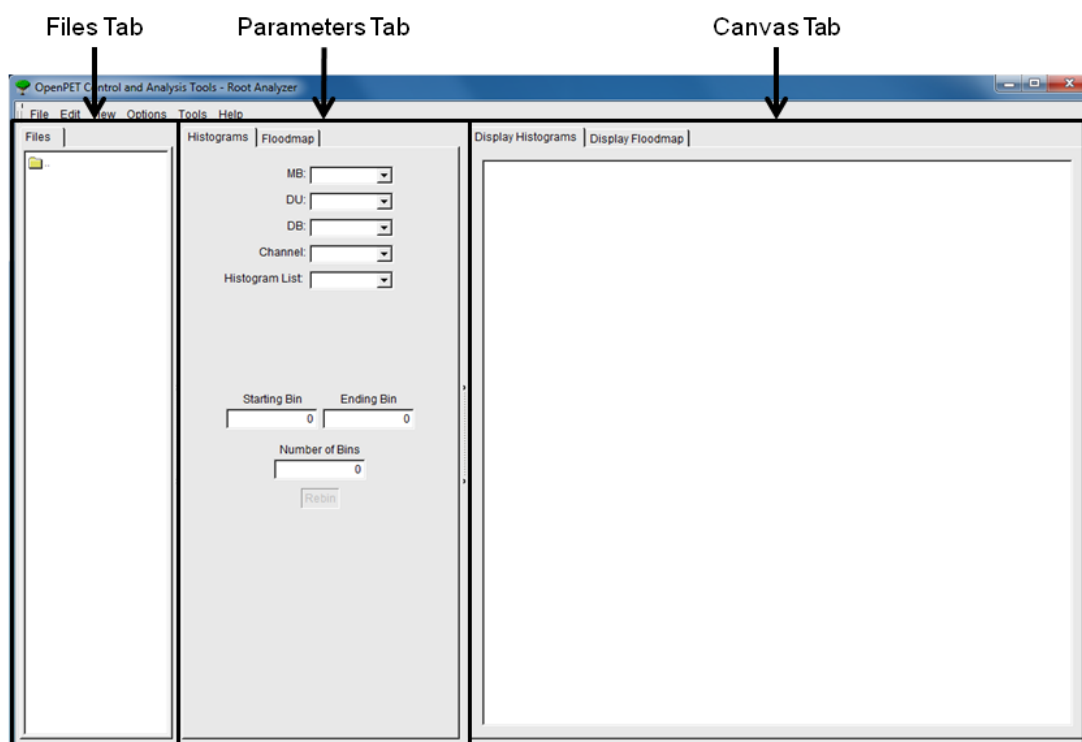 Files Tab Parameters Tab Canvas Tab
OpenPET Control and Analysis Tools - Root Analyzer
File Edit View Options Tools Help
Files Histograms Floodmap Display Histograms Display Floodmap
..
MB:
DU:
DB:
Channel:
Histogram List:
Starting Bin Ending Bin
0 0
Number of Bins
0
Rebin